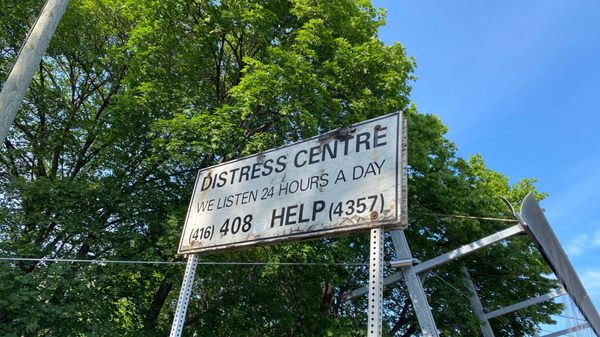 DISTRESS CENTRE
WE LISTEN 24 HOURS A DAY
(416) 408 HELP (4357)